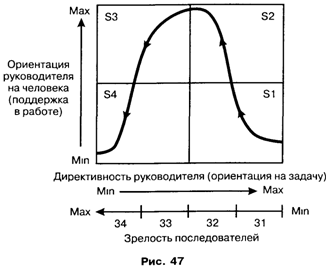 Max
S3
S2
Ориентация
руководителя
на человека
(поддержка
в работе)
S4
S1
Min
Директивность руководителя (ориентация на задачу)
Min Max
Max Min
34 33 32 31
Зрелость последователей
Рис. 47